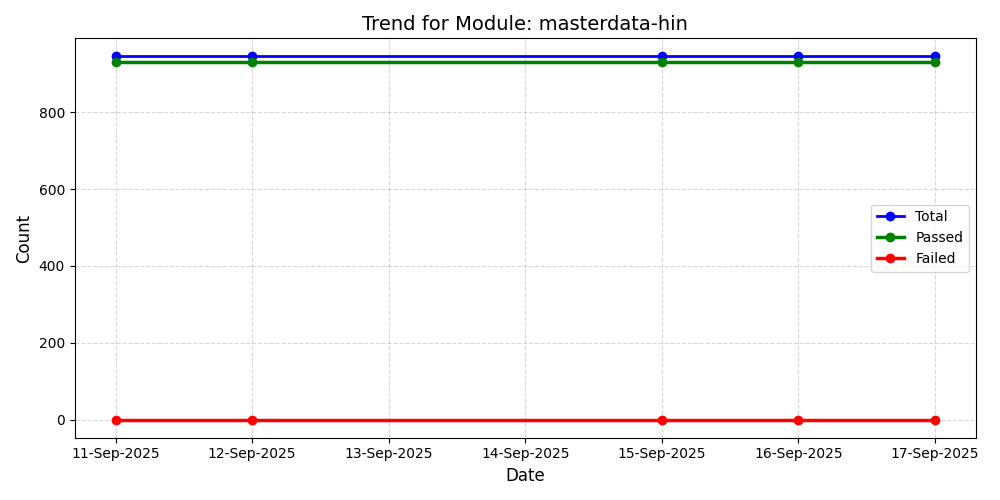 Trend for Module: masterdata-hin
800
600
400
200
0
Count
Total
Passed
Failed
11-Sep-2025
12-Sep-2025
13-Sep-2025
14-Sep-2025
15-Sep-2025
16-Sep-2025
17-Sep-2025
Date